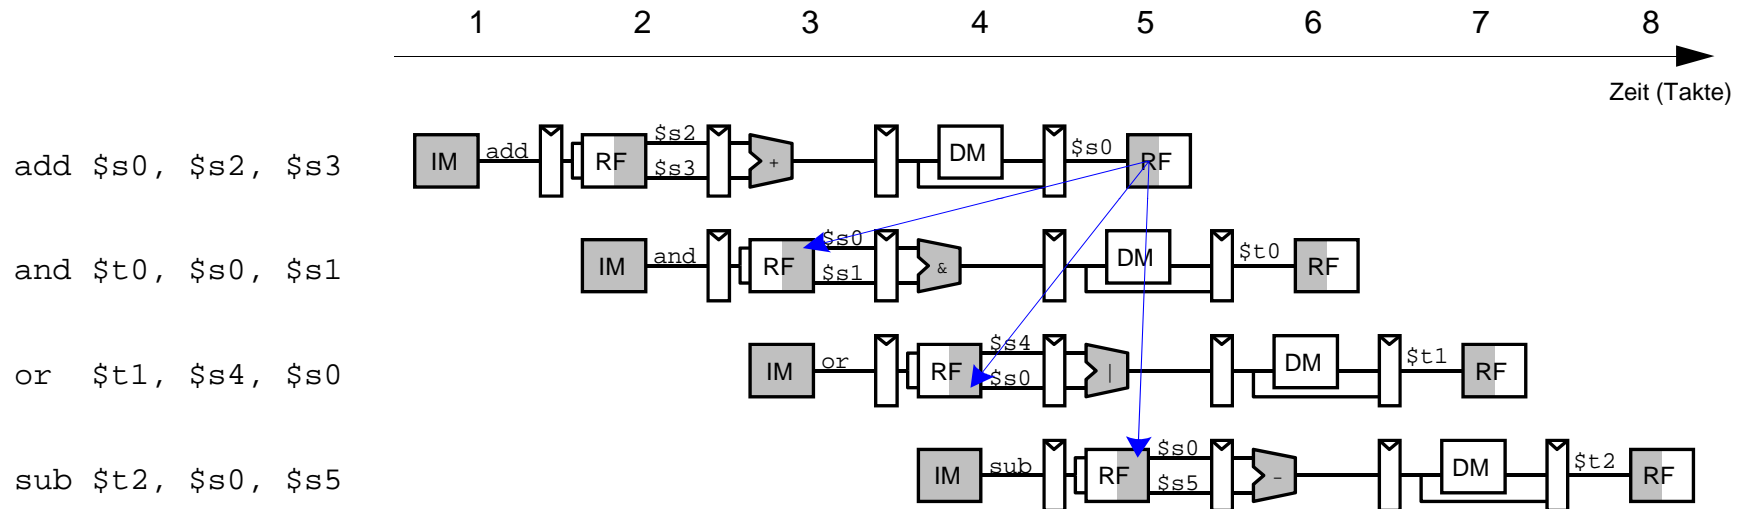 1 2 3 4 5 6 7 8
Zeit (Takte)
add $s0, $s2, $s3 IM add RF $s2 $s3 + DM $s0 RF
and $t0, $s0, $s1 IM and RF $s0 $s1 & DM $t0 RF
or $t1, $s4, $s0 IM or RF $s4 $s0 | DM $t1 RF
sub $t2, $s0, $s5 IM sub RF $s0 $s5 - DM $t2 RF